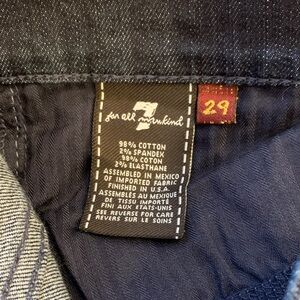 7
for all mankind
29
98% COTTON
2% SPANDEX
98% COTON
2% ELASTHANE
ASSEMBLED IN MEXICO
OF IMPORTED FABRIC
FINISHED IN U.S.A.
ASSEMBLÉS AU MEXIQUE
DE TISSU IMPORTÉ
FINI AUX ETATS-UNIS
SEE REVERSE FOR CARE
REVERS SUR LE SOINS